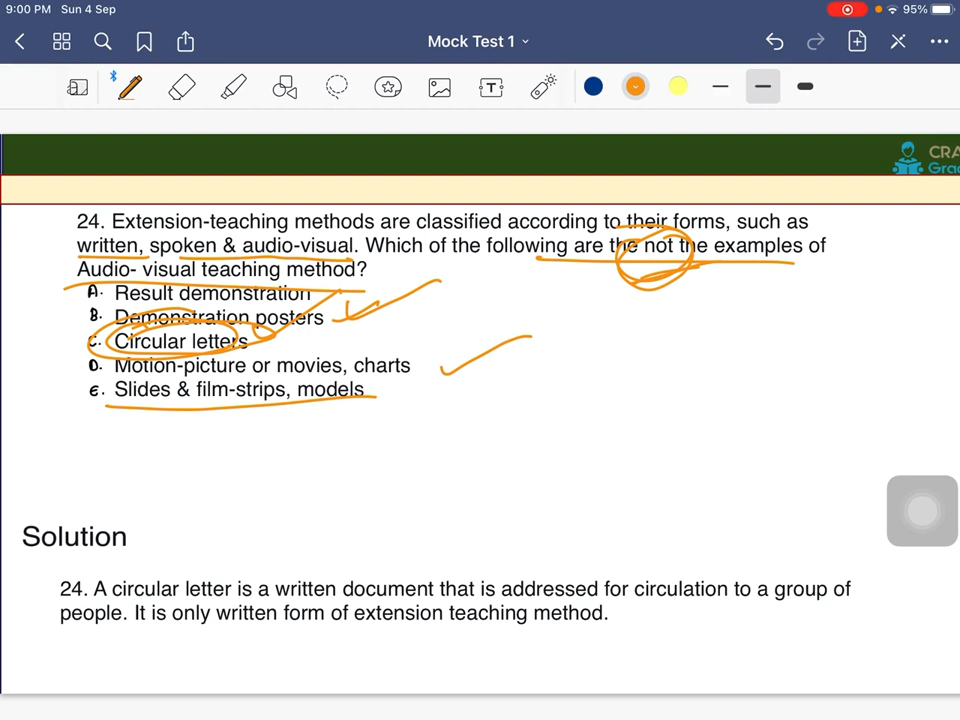 9:00 PM Sun 4 Sep 95%
Mock Test 1
T
CRA
Grac
24. Extension-teaching methods are classified according to their forms, such as
written, spoken & audio-visual. Which of the following are the not the examples of
Audio- visual teaching method?
A. Result demonstration
B. Demonstration posters
C. Circular letters
D. Motion-picture or movies, charts
E. Slides & film-strips, models
Solution
24. A circular letter is a written document that is addressed for circulation to a group of
people. It is only written form of extension teaching method.